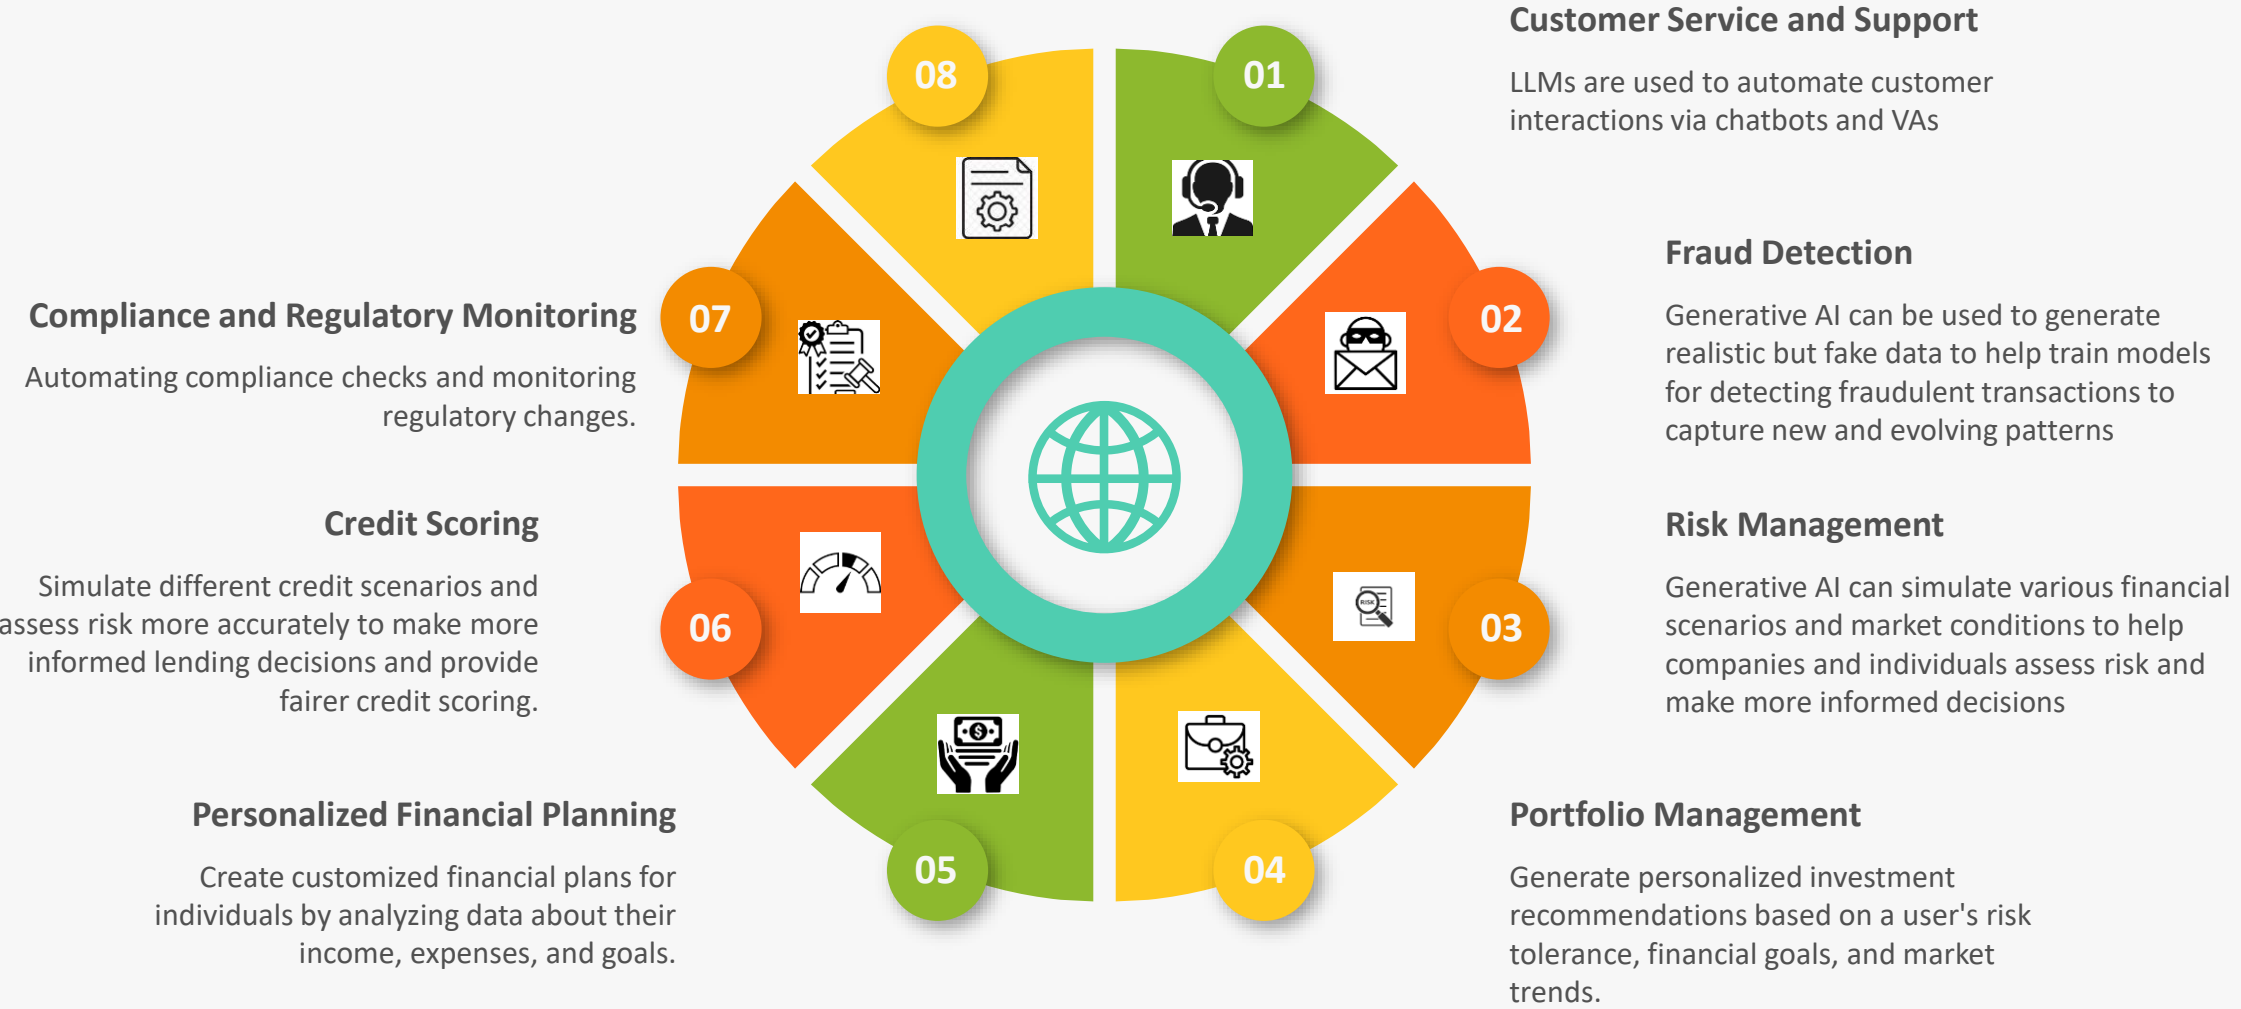 Customer Service and Support
LLMs are used to automate customer
interactions via chatbots and VAs
01
Fraud Detection
Generative AI can be used to generate
realistic but fake data to help train models
for detecting fraudulent transactions to
capture new and evolving patterns
02
Risk Management
Generative AI can simulate various financial
scenarios and market conditions to help
companies and individuals assess risk and
make more informed decisions
03
RISK
Portfolio Management
Generate personalized investment
recommendations based on a user's risk
tolerance, financial goals, and market
trends.
04
Personalized Financial Planning
Create customized financial plans for
individuals by analyzing data about their
income, expenses, and goals.
05
$
Credit Scoring
Simulate different credit scenarios and
assess risk more accurately to make more
informed lending decisions and provide
fairer credit scoring.
06
Compliance and Regulatory Monitoring
Automating compliance checks and monitoring
regulatory changes.
07
08